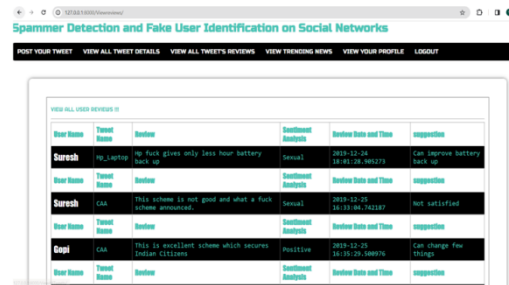 127.0.0.1:8000/Viewreviews/
Spammer Detection and Fake User Identification on Social Networks
POST YOUR TWEET VIEW ALL TWEET DETAILS VIEW ALL TWEET'S REVIEWS VIEW TRENDING NEWS VIEW YOUR PROFILE LOGOUT
VIEW ALL USER REVIEWS !!!
User Name Tweet Name Review Sentiment Analysis Review Date and Time suggestion
Suresh Hp_Laptop Hp fuck gives only less hour battery back up Sexual 2019-12-24 18:01:28.905273 Can improve battery back up
User Name Tweet Name Review Sentiment Analysis Review Date and Time suggestion
Suresh CAA This scheme is not good and what a fuck scheme announced. Sexual 2019-12-25 16:33:04.742187 Not satisfied
User Name Tweet Name Review Sentiment Analysis Review Date and Time suggestion
Gopi CAA This is excellent scheme which secures Indian Citizens Positive 2019-12-25 16:35:29.500976 Can change few things
User Name Tweet Name Review Sentiment Analysis Review Date and Time suggestion